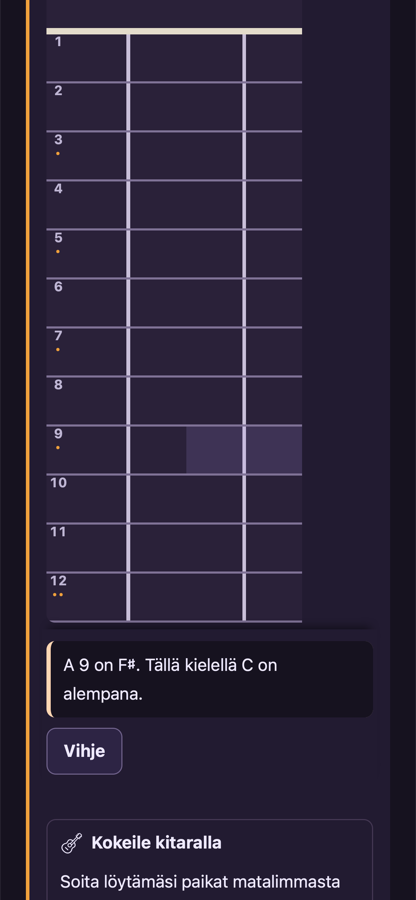 1
2
3
4
5
6
7
8
9
10
11
12
A 9 on F#. Tällä kielellä C on
alempana.
Vihje
Kokeile kitaralla
Soita löytämäsi paikat matalimmasta